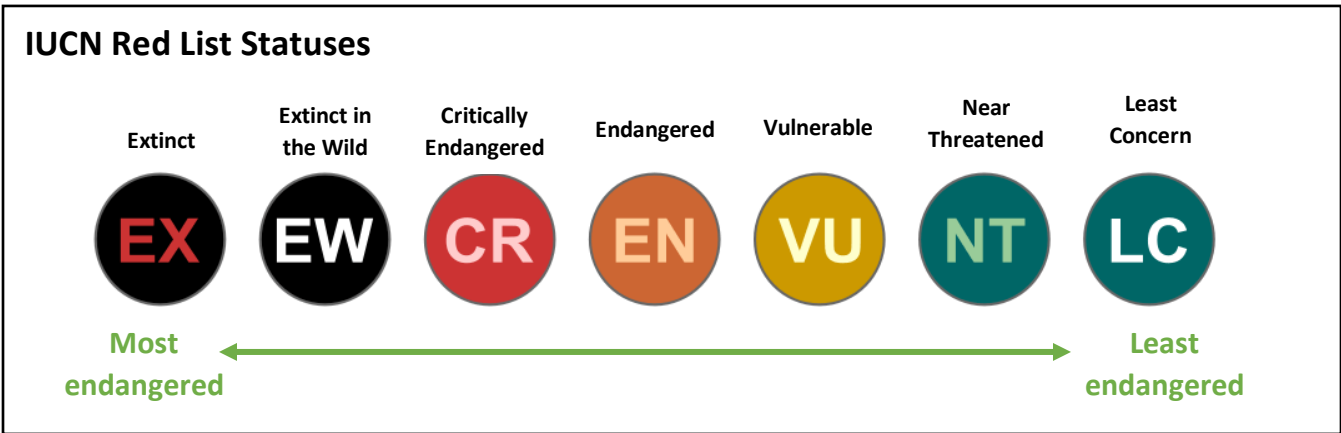 IUCN Red List Statuses
Extinct
Extinct in
the Wild
Critically
Endangered
Endangered
Vulnerable
Near
Threatened
Least
Concern
EX
EW
CR
EN
VU
NT
LC
Most
endangered
Least
endangered